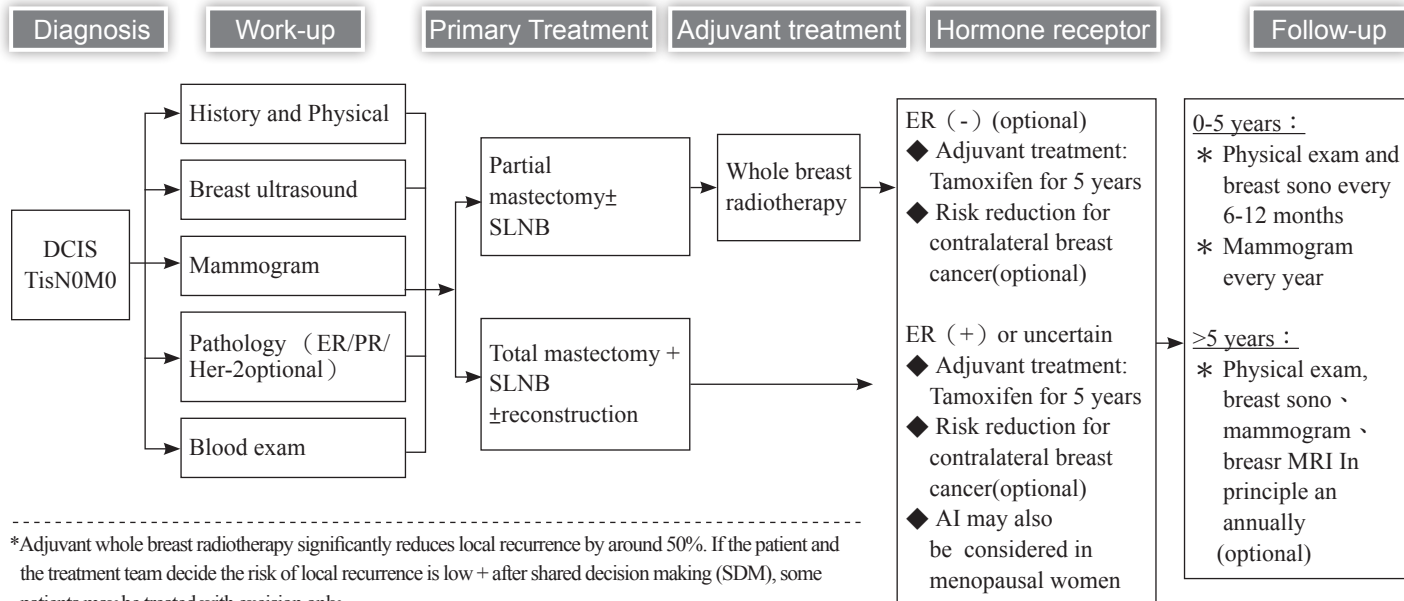 Diagnosis
Work-up
Primary Treatment
Adjuvant treatment
Hormone receptor
Follow-up
DCIS
TisN0M0
History and Physical
Breast ultrasound
Mammogram
Pathology （ER/PR/
Her-2optional）
Blood exam
Partial
mastectomy±
SLNB
Total mastectomy +
SLNB
±reconstruction
Whole breast
radiotherapy
ER（-）(optional)
◆ Adjuvant treatment:
Tamoxifen for 5 years
◆ Risk reduction for
contralateral breast
cancer(optional)
ER（+）or uncertain
◆ Adjuvant treatment:
Tamoxifen for 5 years
◆ Risk reduction for
contralateral breast
cancer(optional)
◆ AI may also
be considered in
menopausal women
0-5 years：
＊ Physical exam and
breast sono every
6-12 months
＊ Mammogram
every year
>5 years：
＊ Physical exam,
breast sono、
mammogram、
breasr MRI In
principle an
annually
(optional)
*Adjuvant whole breast radiotherapy significantly reduces local recurrence by around 50%. If the patient and
the treatment team decide the risk of local recurrence is low + after shared decision making (SDM), some
patients may be treated with excision only